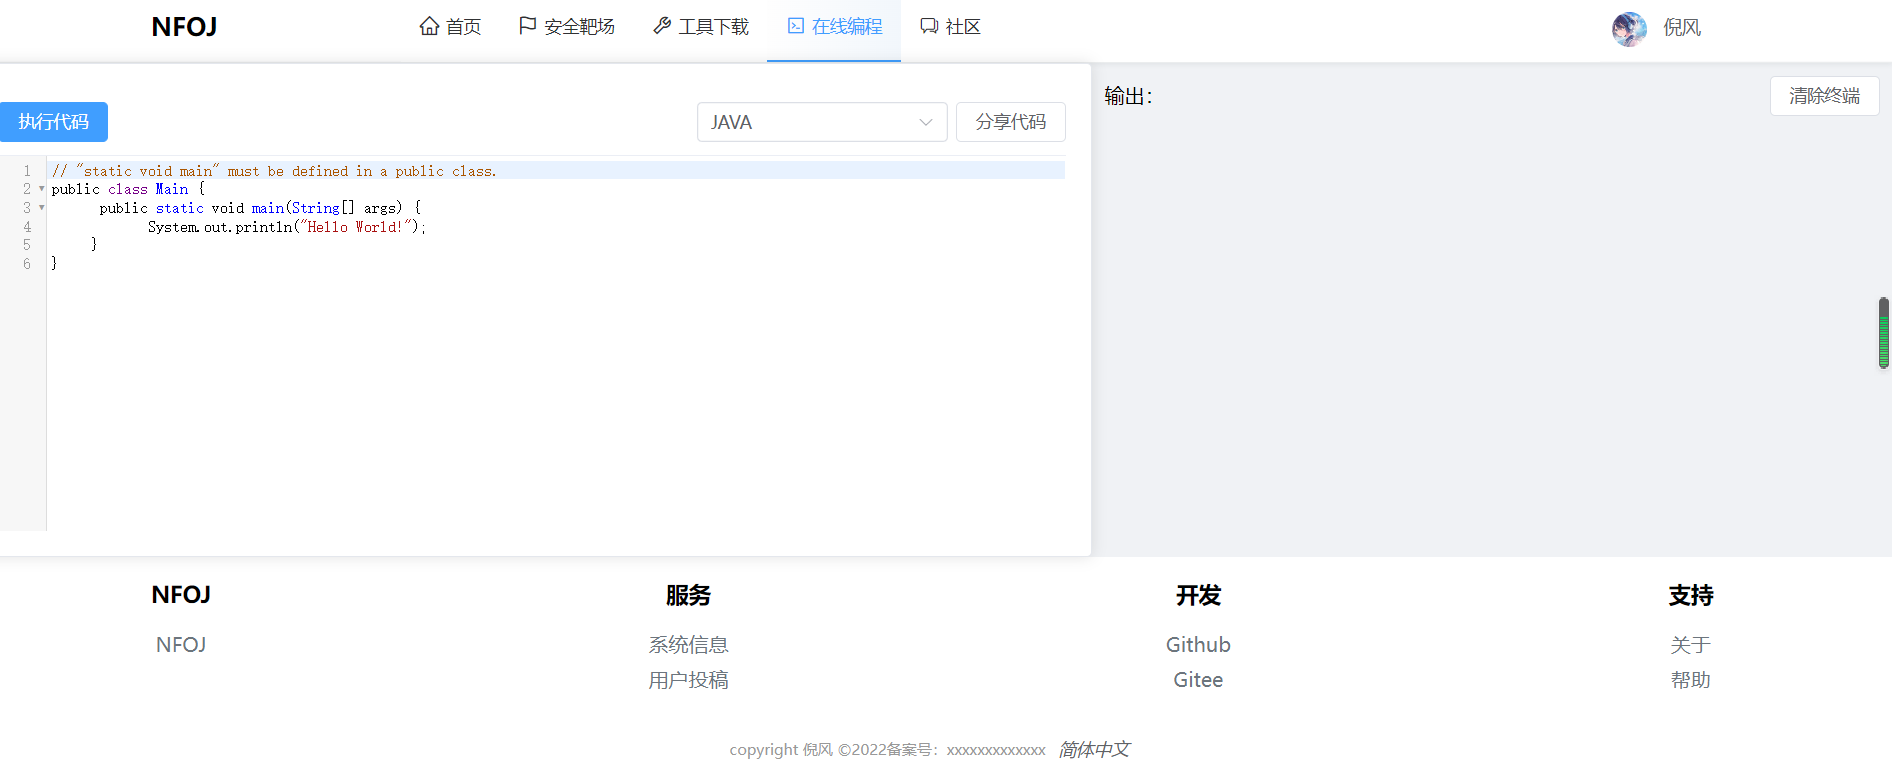 NFOJ 首页 安全靶场 工具下载 在线编程 社区 倪风
执行代码 JAVA 分享代码
输出： 清除终端
1 // "static void main" must be defined in a public class.
2 public class Main {
3 public static void main(String[] args) {
4 System.out.println("Hello World!");
5 }
6 }
NFOJ 服务 开发 支持
NFOJ 系统信息 Github 关于
用户投稿 Gitee 帮助
copyright 倪风 ©2022备案号：xxxxxxxxxxxxx 简体中文